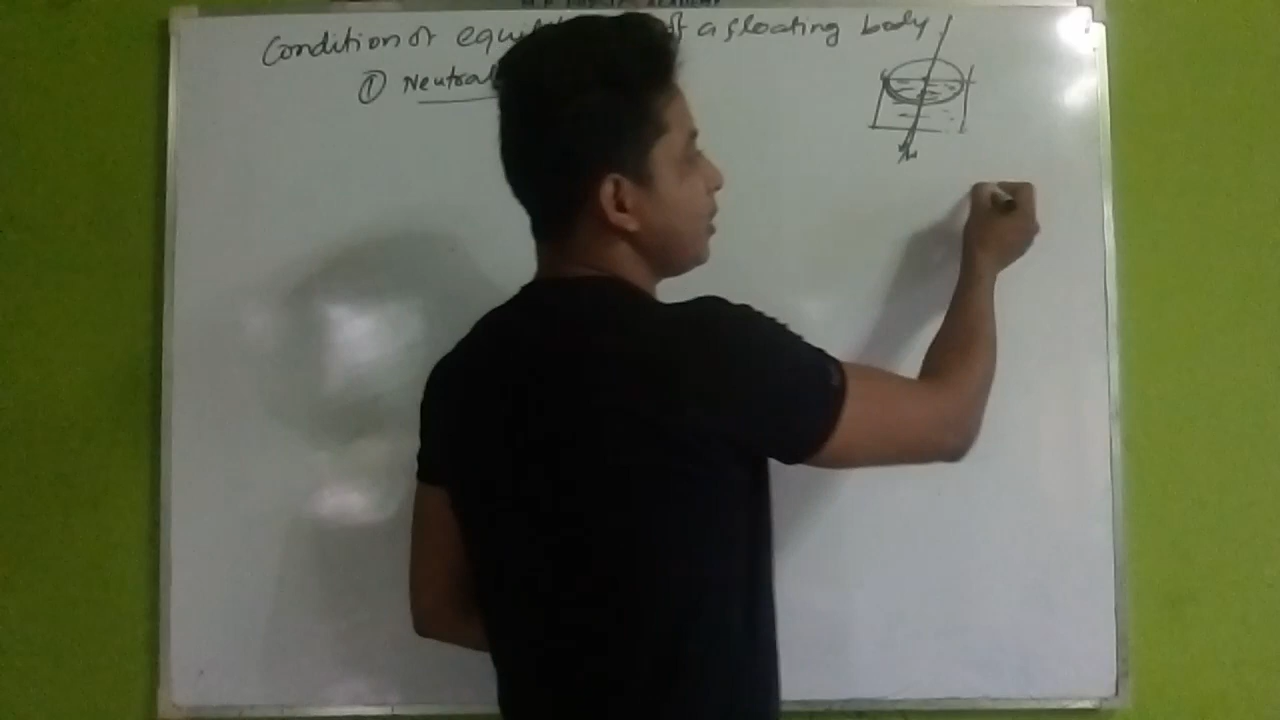 Condition of equ of a floating body
① Neutral